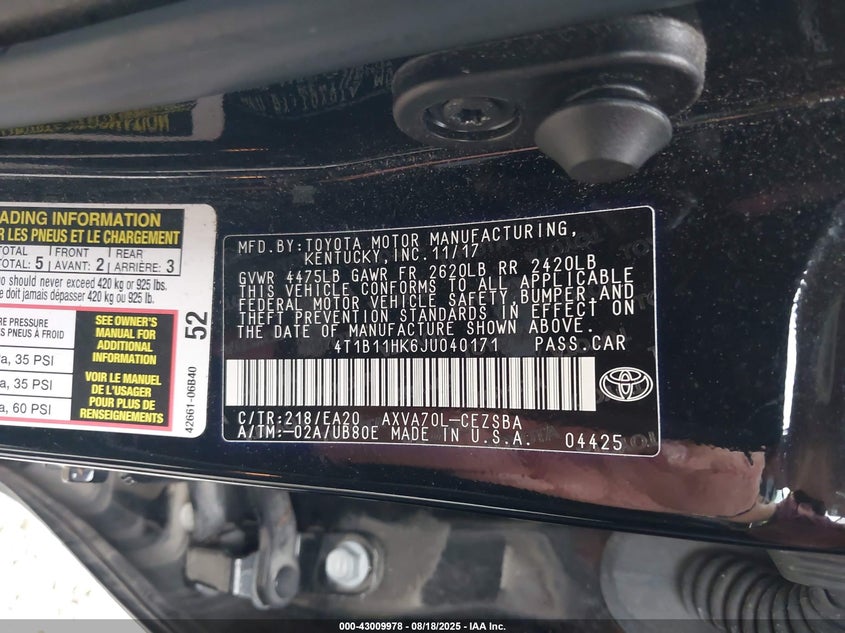 ADING INFORMATION
R LES PNEUS ET LE CHARGEMENT
TOTAL 5 FRONT AVANT: 2 REAR ARRIÈRE: 3
o should never exceed 420 kg or 925 lbs.
e doit jamais dépasser 420 kg ou 925 lb.
E PRESSURE
S PNEUS À FROID
a, 35 PSI
a, 35 PSI
a, 60 PSI
SEE OWNER'S
MANUAL FOR
ADDITIONAL
INFORMATION
VOIR LE MANUEL
DE L'USAGER
POUR PLUS DE
RENSEIGNEMENTS
52
42661-06B40
MFD.BY:TOYOTA MOTOR MANUFACTURING,
KENTUCKY,INC.11/17
GVWR 4475LB GAWR FR 2620LB RR 2420LB
THIS VEHICLE CONFORMS TO ALL APPLICABLE
FEDERAL MOTOR VEHICLE SAFETY,BUMPER,AND
THEFT PREVENTION STANDARDS IN EFFECT ON
THE DATE OF MANUFACTURE SHOWN ABOVE.
4T1B11HK6JU040171 PASS.CAR
C/TR:218/EA20 AXVA70L-CEZSBA
A/TM:-02A/UB80E MADE IN U.S.A. 04425
000-43009978 - 08/18/2025 - IAA Inc.